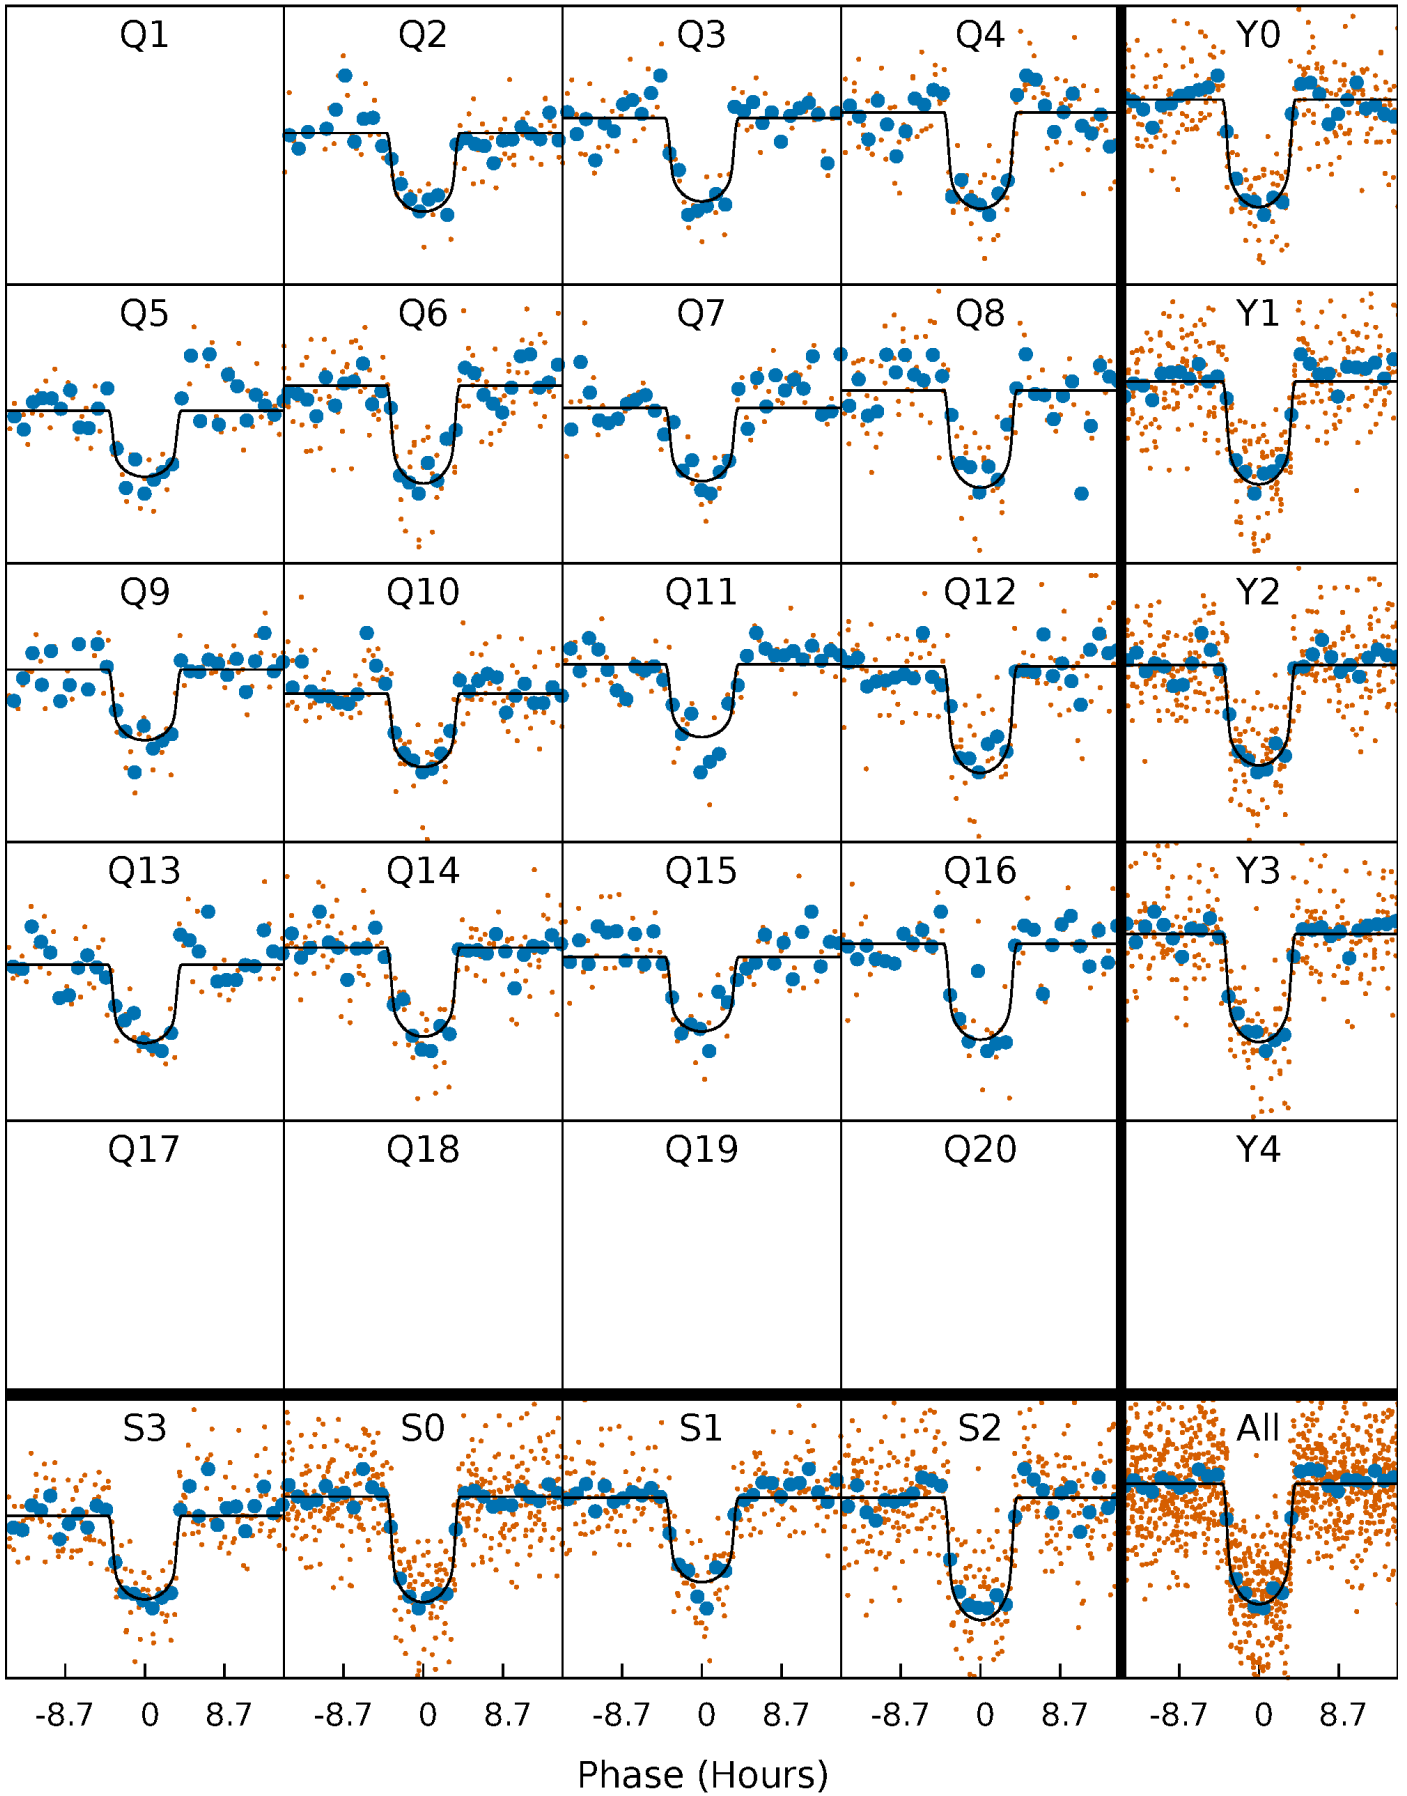 Q1 Q2 Q3 Q4 Y0
Q5 Q6 Q7 Q8 Y1
Q9 Q10 Q11 Q12 Y2
Q13 Q14 Q15 Q16 Y3
Q17 Q18 Q19 Q20 Y4
S3 S0 S1 S2 All
-8.7 0 8.7 -8.7 0 8.7 -8.7 0 8.7 -8.7 0 8.7 -8.7 0 8.7
Phase (Hours)